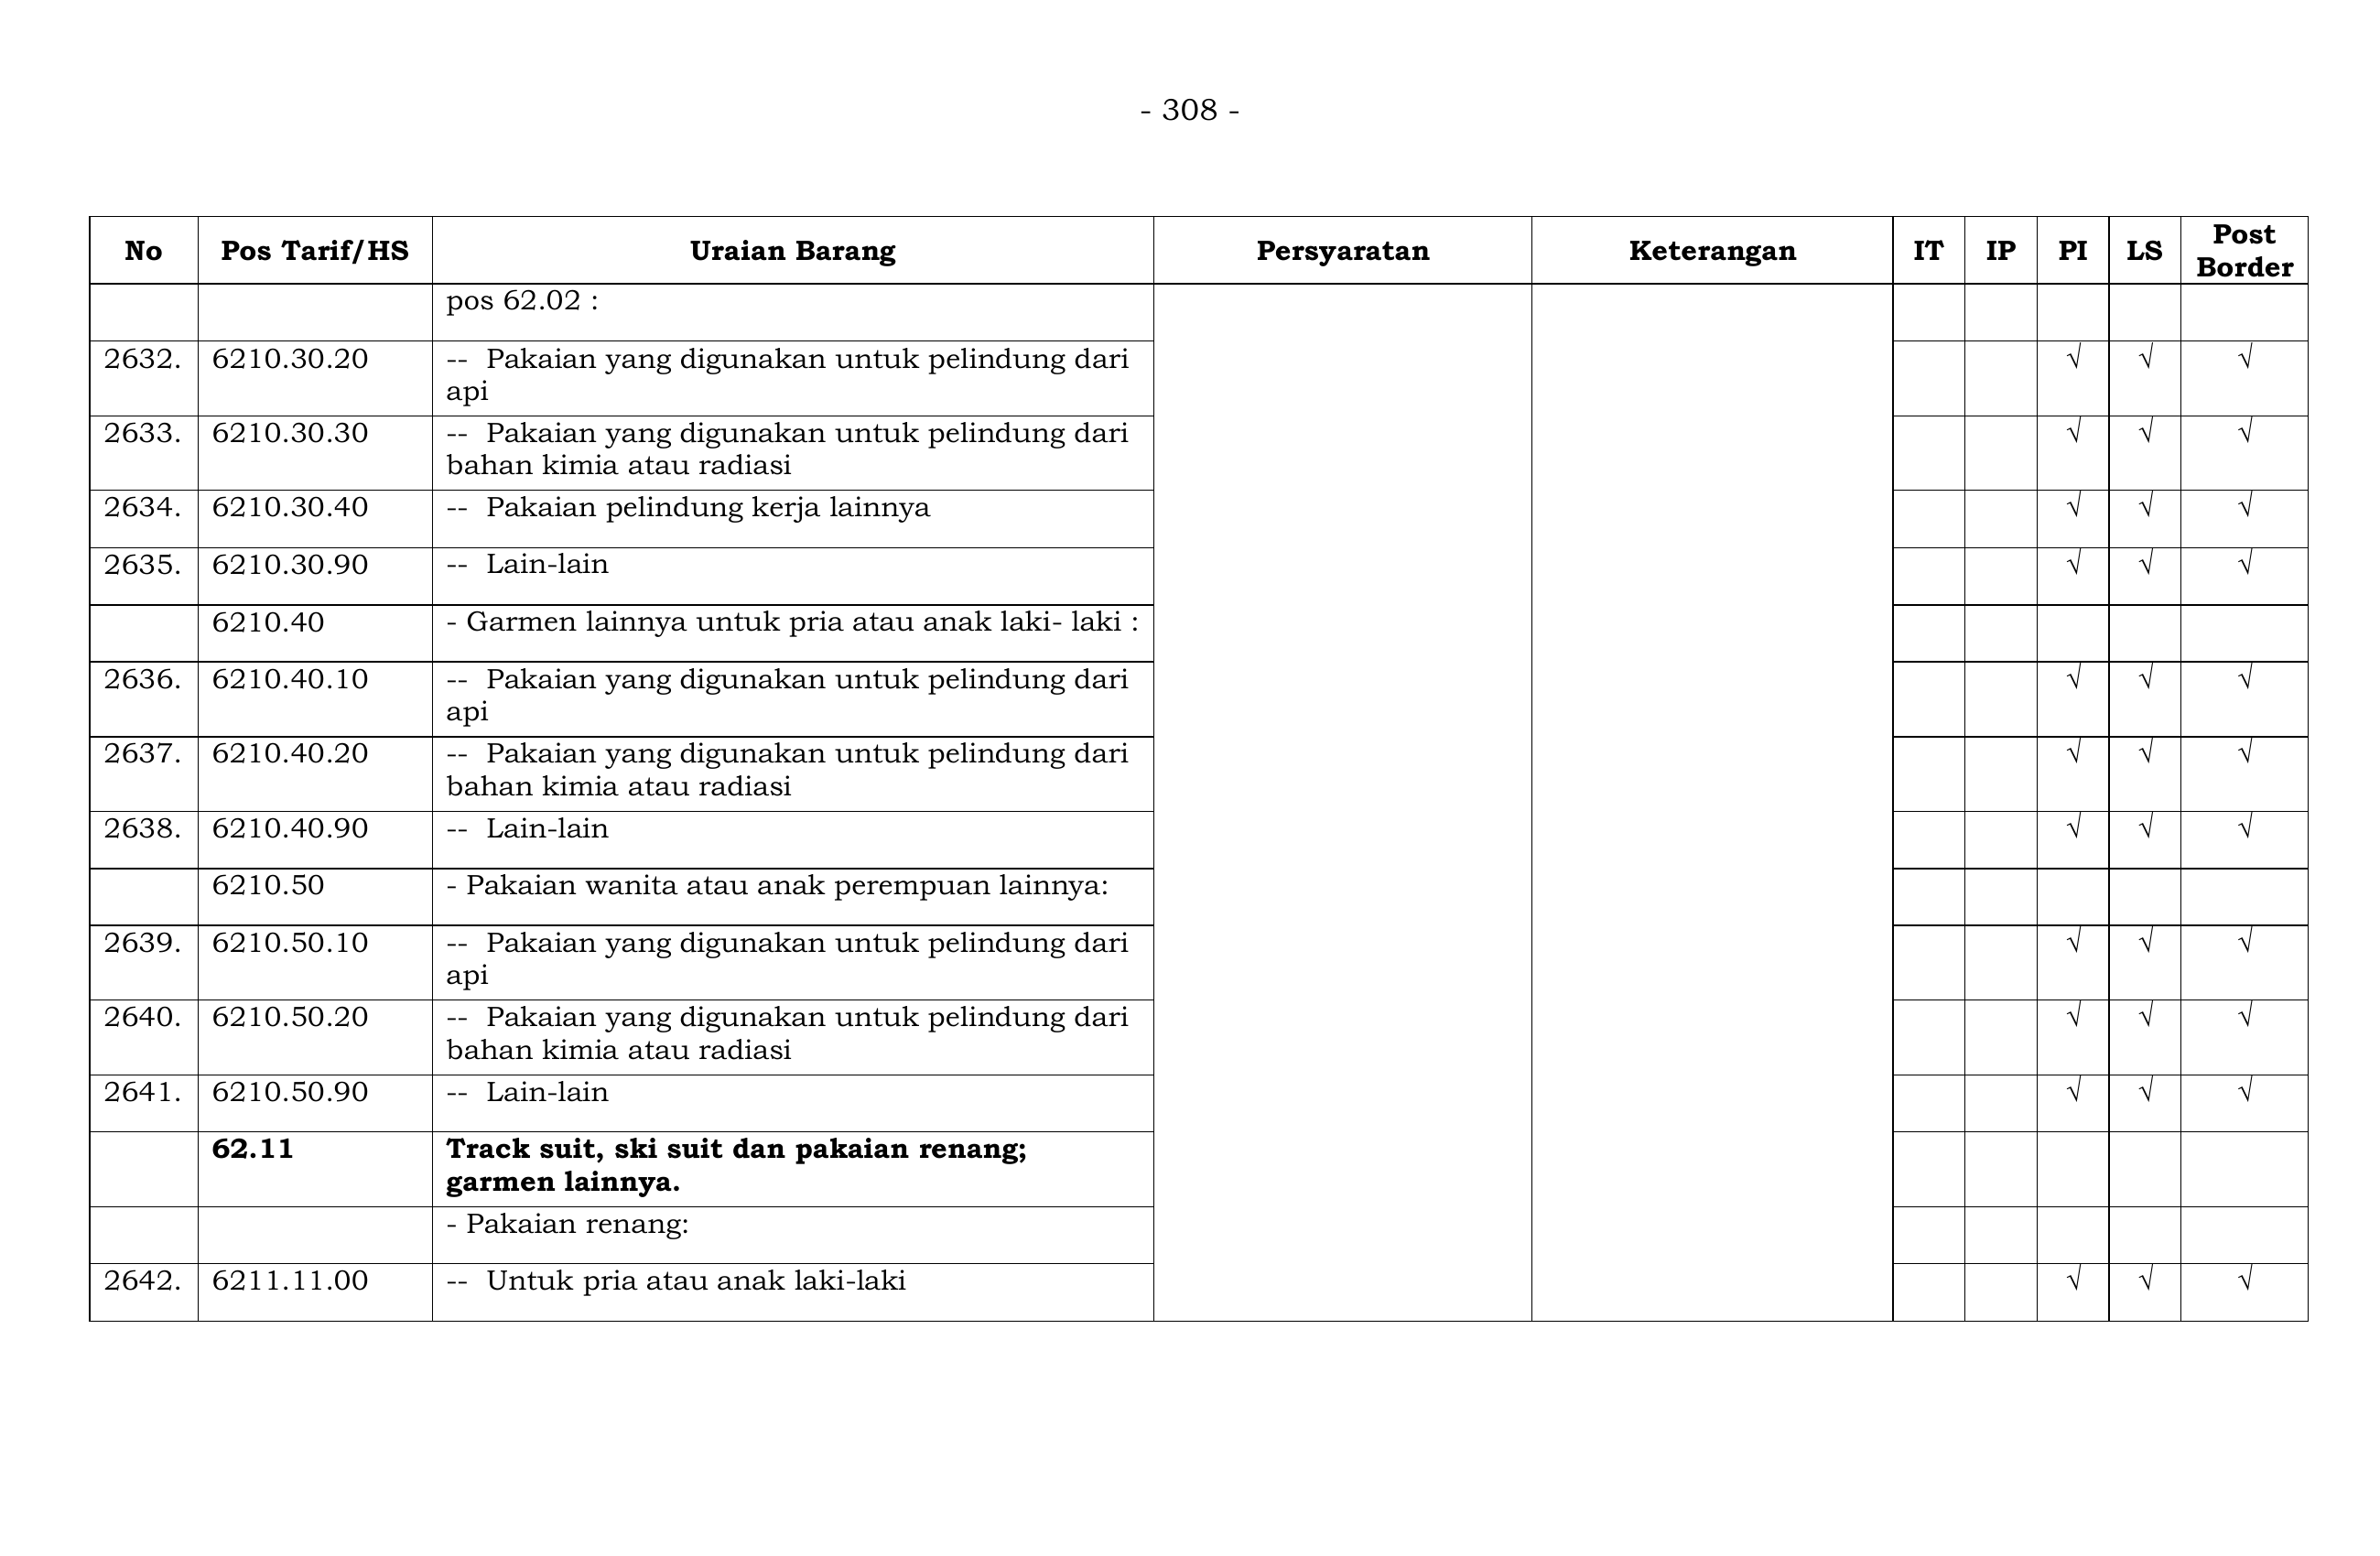 - 308 -
No Pos Tarif/HS Uraian Barang Persyaratan Keterangan IT IP PI LS Post Border
pos 62.02 :
2632. 6210.30.20 -- Pakaian yang digunakan untuk pelindung dari √ √ √
api
2633. 6210.30.30 -- Pakaian yang digunakan untuk pelindung dari √ √ √
bahan kimia atau radiasi
2634. 6210.30.40 -- Pakaian pelindung kerja lainnya √ √ √
2635. 6210.30.90 -- Lain-lain √ √ √
6210.40 - Garmen lainnya untuk pria atau anak laki- laki :
2636. 6210.40.10 -- Pakaian yang digunakan untuk pelindung dari √ √ √
api
2637. 6210.40.20 -- Pakaian yang digunakan untuk pelindung dari √ √ √
bahan kimia atau radiasi
2638. 6210.40.90 -- Lain-lain √ √ √
6210.50 - Pakaian wanita atau anak perempuan lainnya:
2639. 6210.50.10 -- Pakaian yang digunakan untuk pelindung dari √ √ √
api
2640. 6210.50.20 -- Pakaian yang digunakan untuk pelindung dari √ √ √
bahan kimia atau radiasi
2641. 6210.50.90 -- Lain-lain √ √ √
62.11 Track suit, ski suit dan pakaian renang;
garmen lainnya.
- Pakaian renang:
2642. 6211.11.00 -- Untuk pria atau anak laki-laki √ √ √